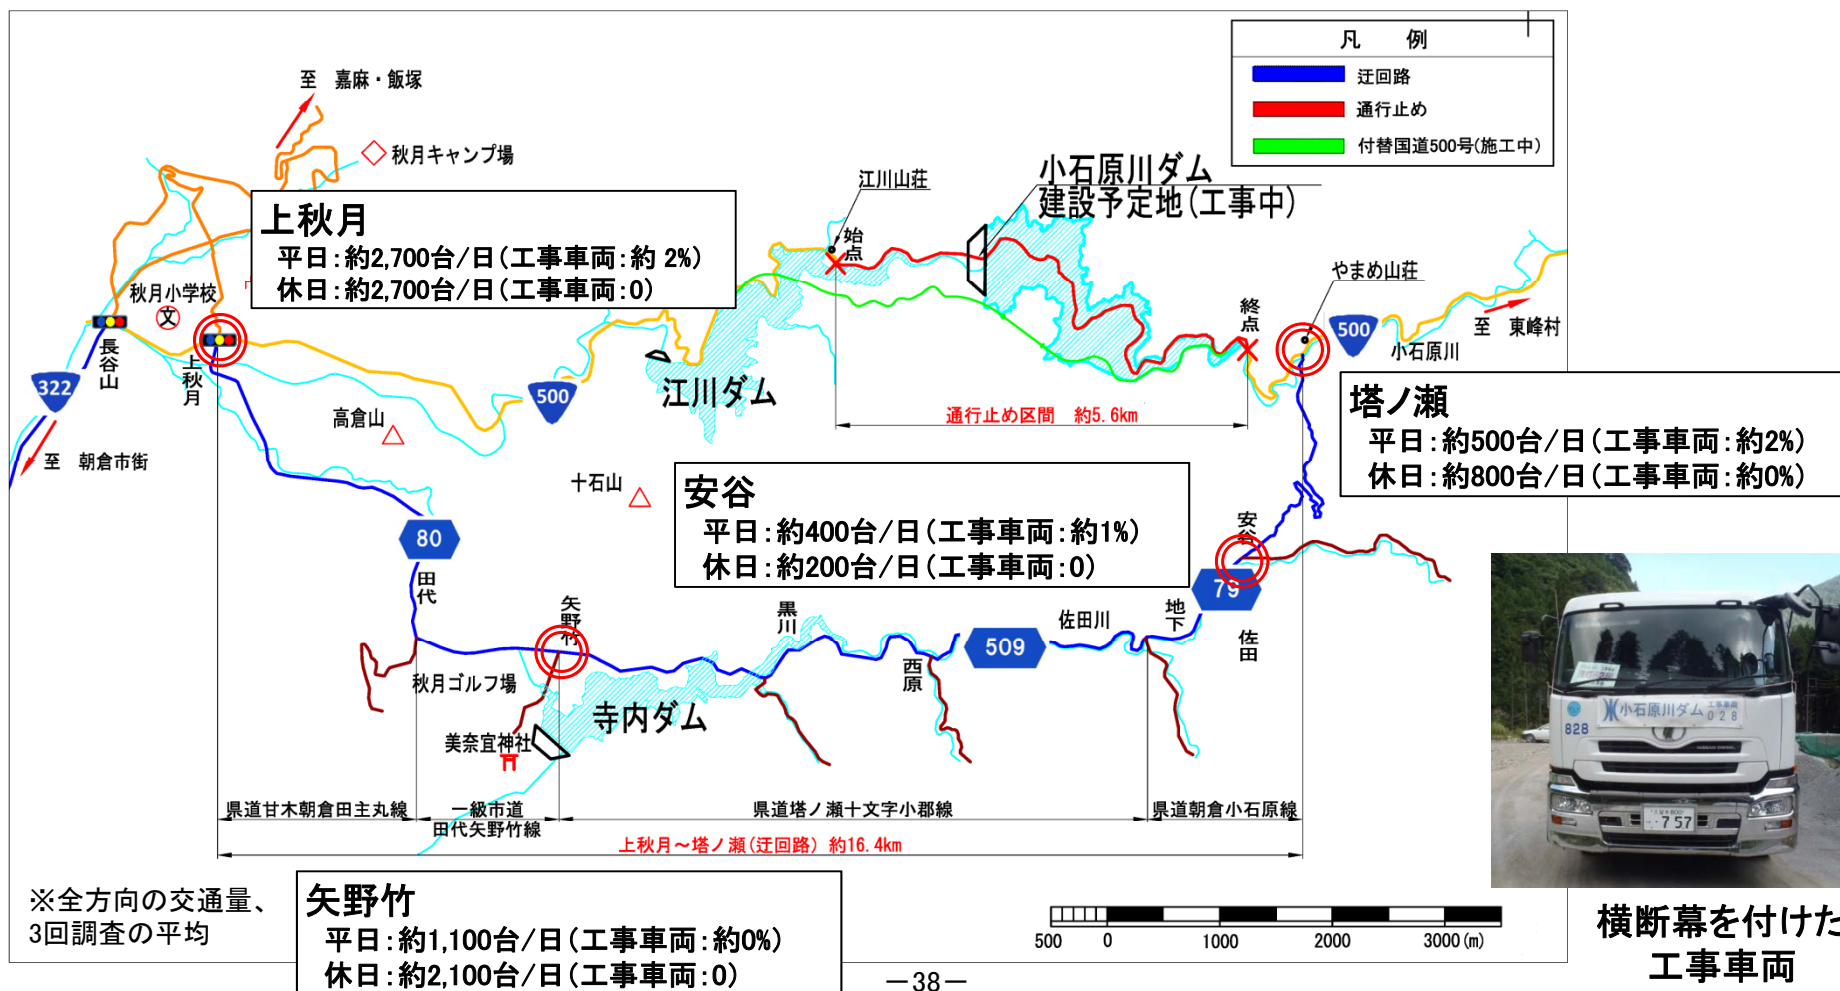 凡　例
迂回路
通行止め
付替国道500号(施工中)
至　嘉麻・飯塚
秋月キャンプ場
上秋月
平日:約2,700台/日(工事車両:約 2%)
休日:約2,700台/日(工事車両:0)
江川山荘
小石原川ダム
建設予定地(工事中)
始点
やまめ山荘
秋月小学校
文
長谷山
上秋月
322
500
江川ダム
終点
500
至　東峰村
小石原川
高倉山
至　朝倉市街
通行止め区間　約5.6km
塔ノ瀬
平日:約500台/日(工事車両:約2%)
休日:約800台/日(工事車両:約0%)
十石山
安谷
平日:約400台/日(工事車両:約1%)
休日:約200台/日(工事車両:0)
安谷
80
田代
矢野竹
黒川
西原
509
佐田川
地下
79
佐田
秋月ゴルフ場
寺内ダム
美奈宜神社
小石原川ダム
工事車両
028
828
757
県道甘木朝倉田主丸線
一級市道
田代矢野竹線
県道塔ノ瀬十文字小郡線
県道朝倉小石原線
上秋月～塔ノ瀬(迂回路) 約16.4km
※全方向の交通量、
3回調査の平均
矢野竹
平日:約1,100台/日(工事車両:約0%)
休日:約2,100台/日(工事車両:0)
500 0 1000 2000 3000(m)
横断幕を付けた
工事車両
－38－